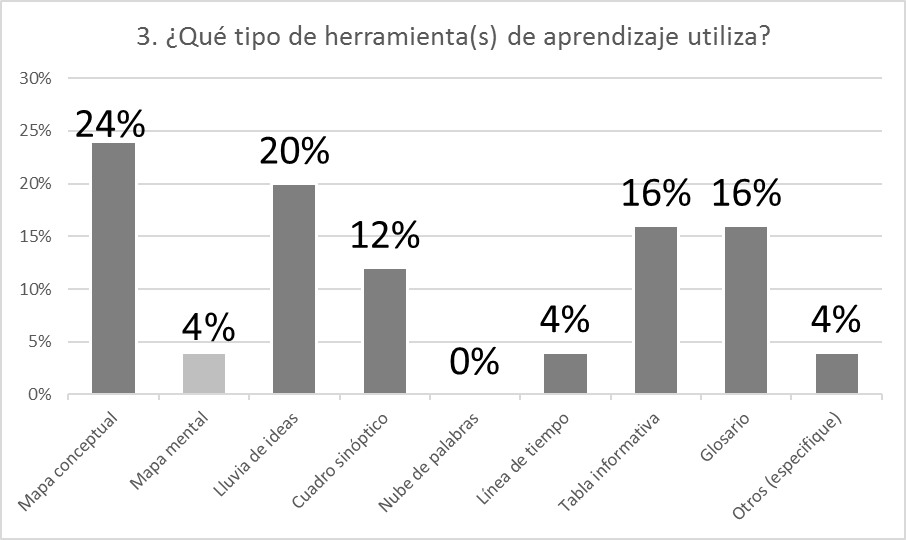 3. ¿Qué tipo de herramienta(s) de aprendizaje utiliza?
30%
25%
20%
15%
10%
5%
0%
24%
4%
20%
12%
0%
4%
16%
16%
4%
Mapa conceptual
Mapa mental
Lluvia de ideas
Cuadro sinóptico
Nube de palabras
Línea de tiempo
Tabla informativa
Glosario
Otros (especifique)